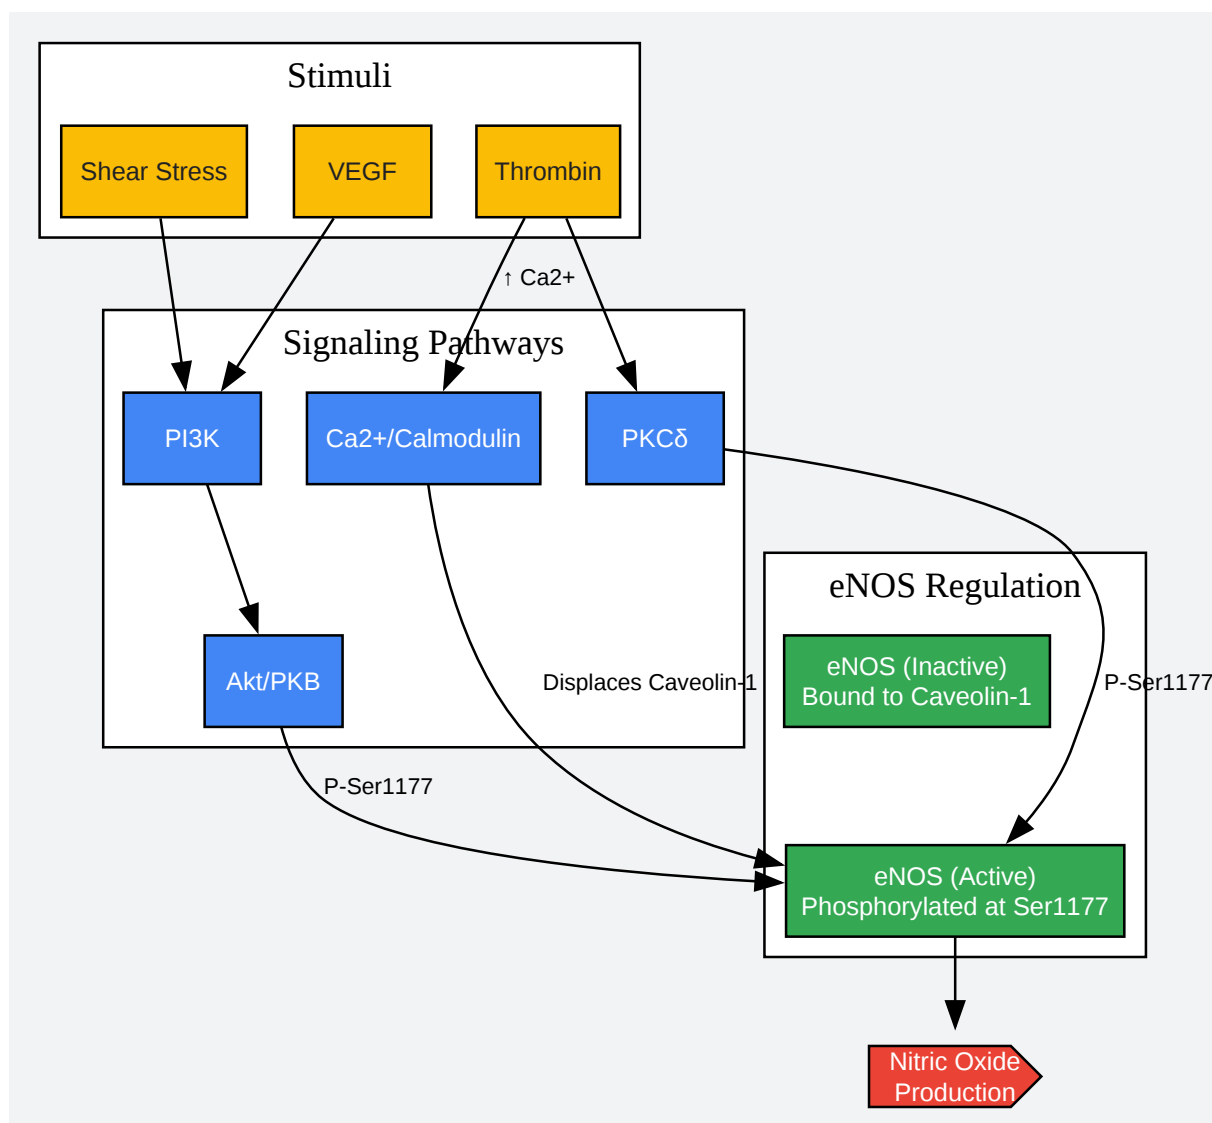 Stimuli
Shear Stress
VEGF
Thrombin
↑ Ca2+
Signaling Pathways
PI3K
Ca2+/Calmodulin
PKCδ
eNOS Regulation
eNOS (Inactive)
Bound to Caveolin-1
Akt/PKB
Displaces Caveolin-1
P-Ser1177
P-Ser1177
eNOS (Active)
Phosphorylated at Ser1177
Nitric Oxide
Production